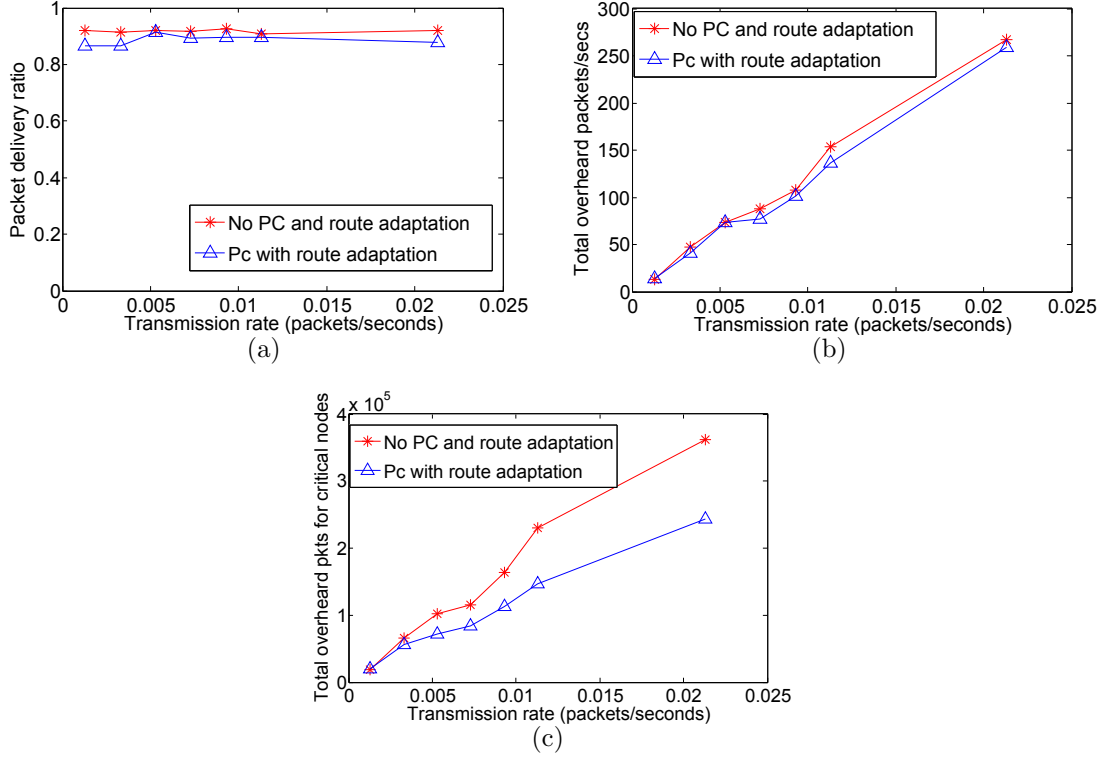 1
0.8
0.6
0.4
0.2
0
Packet delivery ratio
No PC and route adaptation
Pc with route adaptation
0
0.005
0.01
0.015
0.02
0.025
Transmission rate (packets/seconds)
(a)
300
250
200
150
100
50
0
Total overheard packets/secs
No PC and route adaptation
Pc with route adaptation
0
0.005
0.01
0.015
0.02
0.025
Transmission rate (packets/seconds)
(b)
x 10^5
4
3
2
1
0
Total overheard pkts for critical nodes
No PC and route adaptation
Pc with route adaptation
0
0.005
0.01
0.015
0.02
0.025
Transmission rate (packets/seconds)
(c)